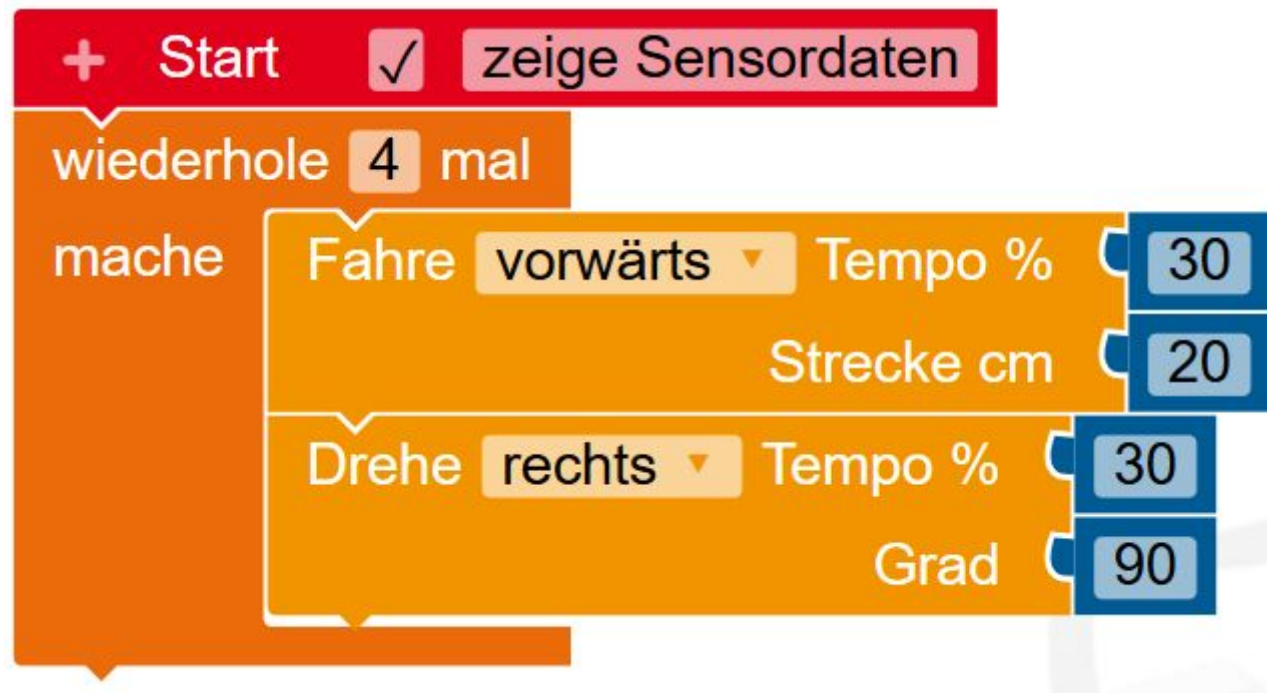 + Start ✓ zeige Sensordaten
wiederhole 4 mal
mache Fahre vorwärts ▾ Tempo % 30
Strecke cm 20
Drehe rechts ▾ Tempo % 30
Grad 90